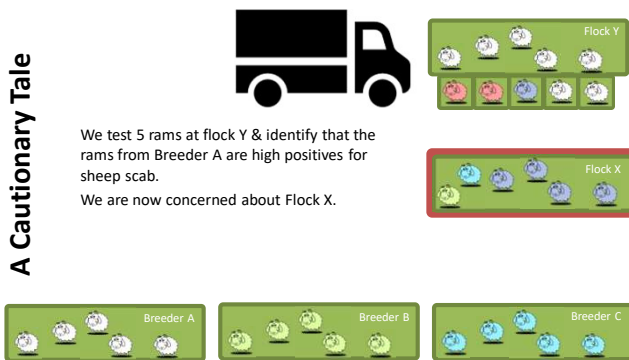 A Cautionary Tale
Flock Y
We test 5 rams at flock Y & identify that the
rams from Breeder A are high positives for
sheep scab.
We are now concerned about Flock X.
Flock X
Breeder A
Breeder B
Breeder C